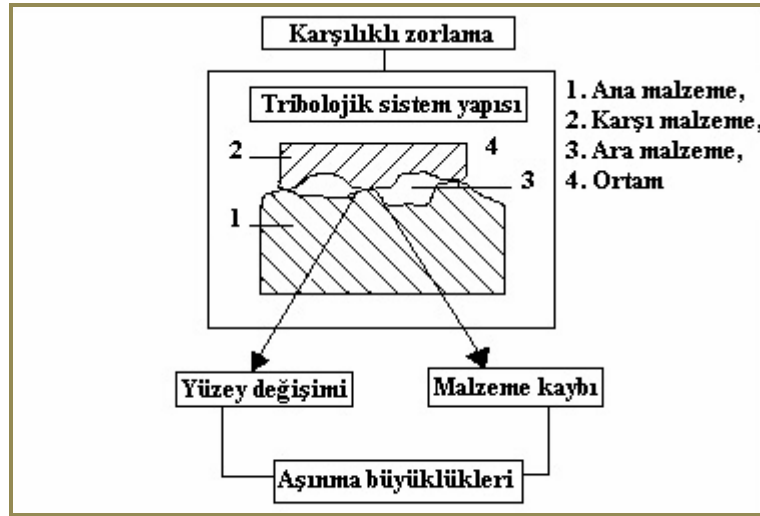 Karşılıklı zorlama
Tribolojik sistem yapısı
1. Ana malzeme,
2. Karşı malzeme,
3. Ara malzeme,
4. Ortam
2
4
3
1
Yüzey değişimi
Malzeme kaybı
Aşınma büyüklükleri